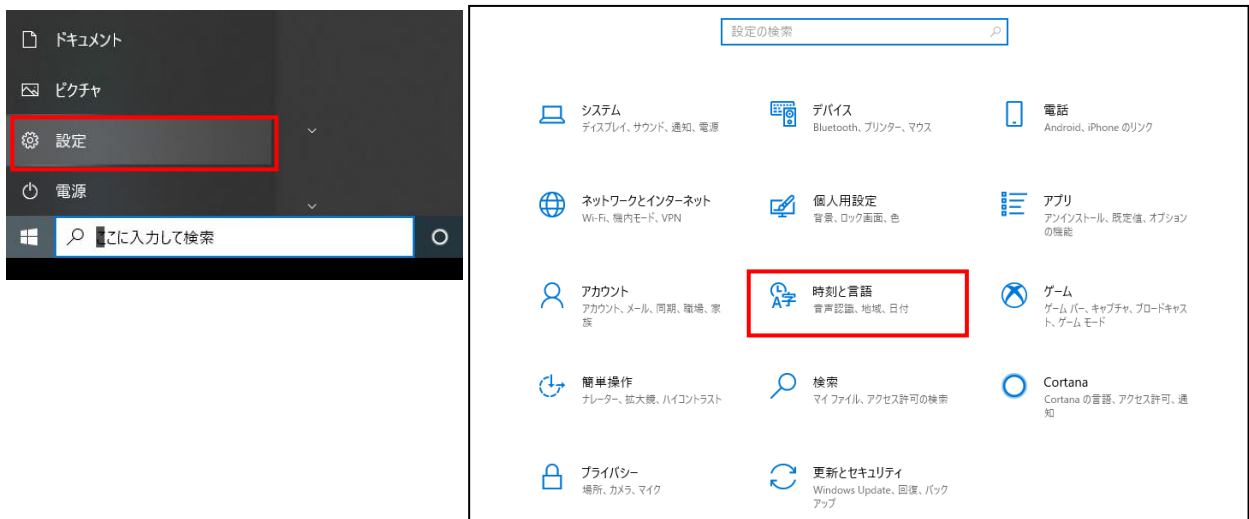 ドキュメント
ピクチャ
設定
電源
ここに入力して検索
設定の検索
システム
ディスプレイ、サウンド、通知、電源
デバイス
Bluetooth、プリンター、マウス
電話
Android、iPhone のリンク
ネットワークとインターネット
Wi-Fi、機内モード、VPN
個人用設定
背景、ロック画面、色
アプリ
アンインストール、既定値、オプション
の機能
アカウント
アカウント、メール、同期、職場、家
族
時刻と言語
音声認識、地域、日付
ゲーム
ゲーム バー、キャプチャ、ブロードキャス
ト、ゲーム モード
簡単操作
ナレーター、拡大鏡、ハイコントラスト
検索
マイ ファイル、アクセス許可の検索
Cortana
Cortana の言語、アクセス許可、通
知
プライバシー
場所、カメラ、マイク
更新とセキュリティ
Windows Update、回復、バック
アップ